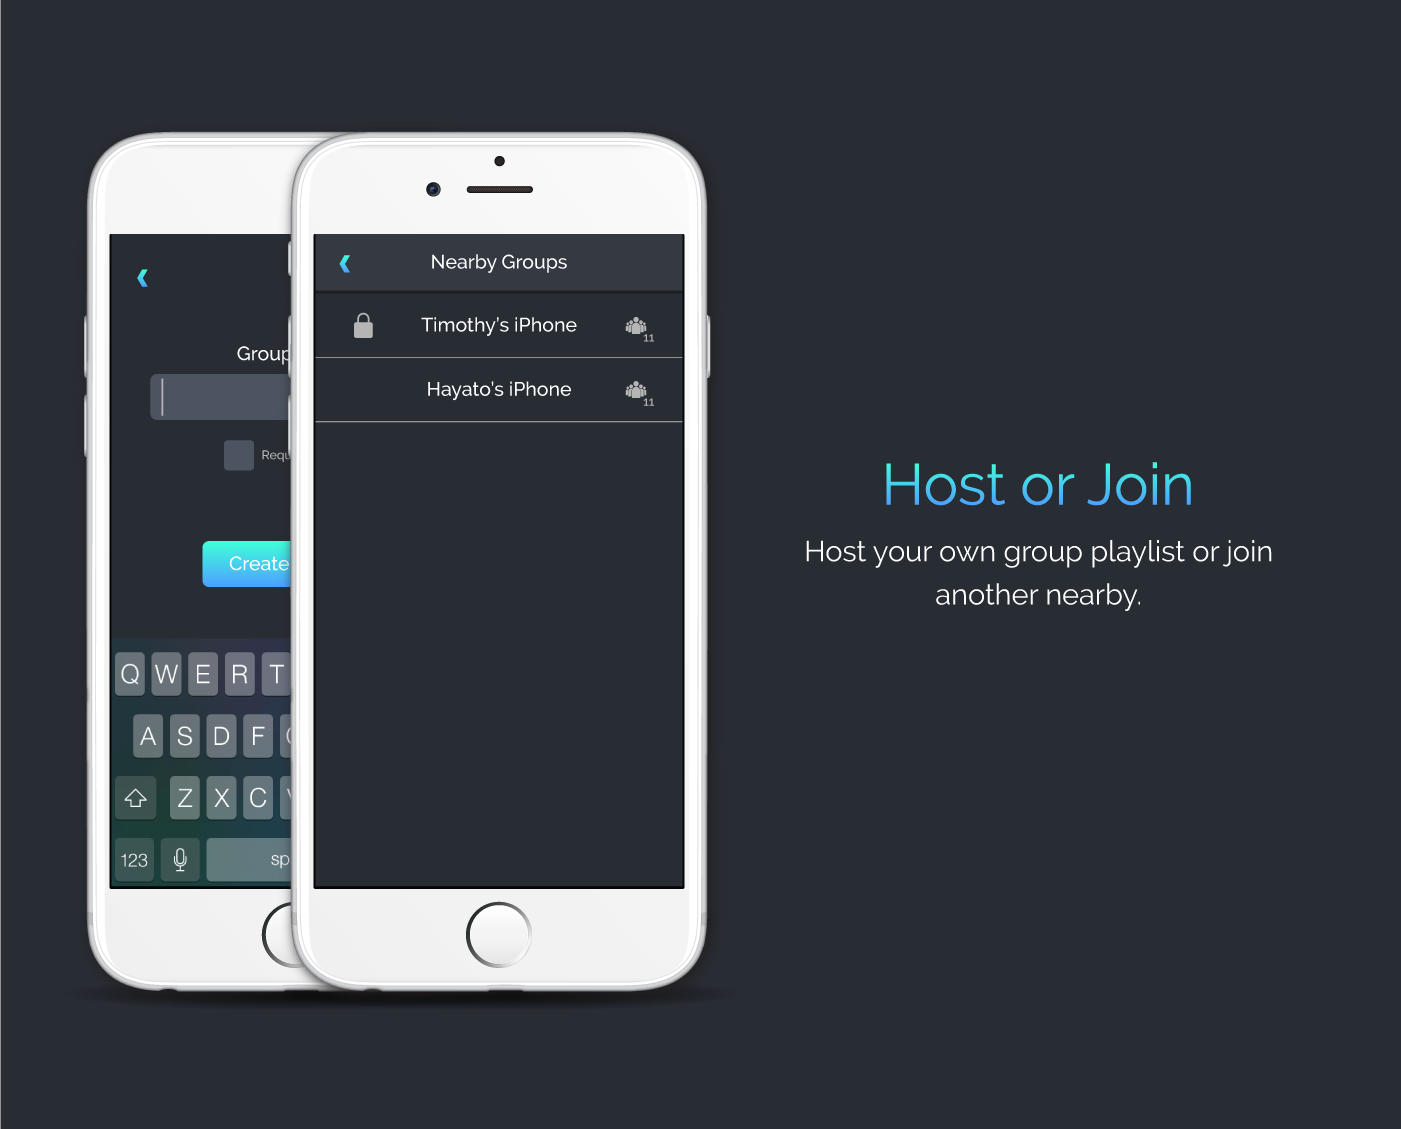 Group
Requ
Create
Q W E R T
A S D F
Z X C
123
sp
Nearby Groups
Timothy's iPhone
11
Hayato's iPhone
11
Host or Join
Host your own group playlist or join
another nearby.